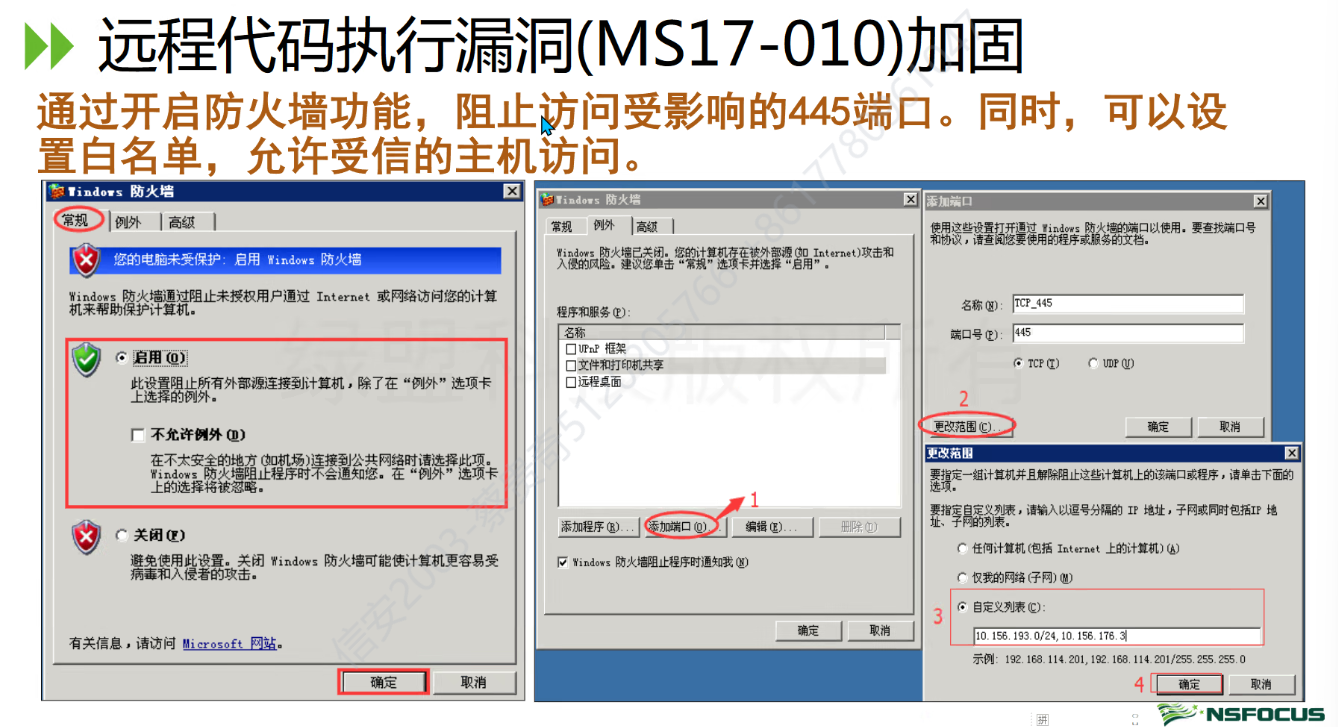 远程代码执行漏洞(MS17-010)加固
通过开启防火墙功能，阻止访问受影响的445端口。同时，可以设
置白名单，允许受信的主机访问。
Windows 防火墙
常规 例外 高级
您的电脑未受保护: 启用 Windows 防火墙
Windows 防火墙通过阻止未授权用户通过 Internet 或网络访问您的计算
机来帮助保护计算机。
启用(O)
此设置阻止所有外部源连接到计算机，除了在“例外”选项卡
上选择的例外。
不允许例外(D)
在不太安全的地方(如机场)连接到公共网络时请选择此项。
Windows 防火墙阻止程序时不会通知您。在“例外”选项卡
上的选择将被忽略。
关闭(F)
避免使用此设置。关闭 Windows 防火墙可能使计算机更容易受
病毒和入侵者的攻击。
有关信息，请访问 Microsoft 网站。
确定 取消
Windows 防火墙
常规 例外 高级
Windows 防火墙已关闭。您的计算机存在被外部源(如 Internet)攻击和
入侵的风险。建议您单击“常规”选项卡并选择“启用”。
程序和服务(P):
名称
UPnP 框架
文件和打印机共享
远程桌面
1
添加程序(R)... 添加端口(O)... 编辑(E)... 删除(D)
Windows 防火墙阻止程序时通知我(N)
确定 取消
添加端口
使用这些设置打开通过 Windows 防火墙的端口以使用。要查找端口号
和协议，请查阅您要使用的程序或服务的文档。
名称(N): TCP_445
端口号(P): 445
TCP(T) UDP(U)
2
更改范围(C)... 确定 取消
更改范围
要指定一组计算机并且解除阻止这些计算机上的该端口或程序，请单击下面的
选项。
要指定自定义列表，请输入以逗号分隔的 IP 地址，子网或同时包括IP 地
址、子网的列表。
任何计算机(包括 Internet 上的计算机)(A)
仅我的网络(子网)(M)
3 自定义列表(C):
10.156.193.0/24,10.156.176.3
示例: 192.168.114.201,192.168.114.201/255.255.255.0
4 确定 取消
拼
NSFOCUS